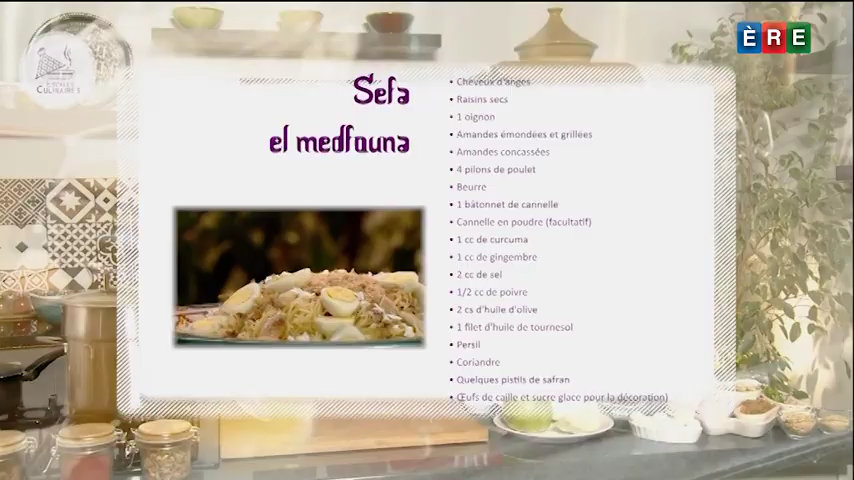 ÈRE
CULINAIRES
Sefa
el medfouna
• Cheveux d'anges
• Raisins secs
• 1 oignon
• Amandes émondées et grillées
• Amandes concassées
• 4 pilons de poulet
• Beurre
• 1 bâtonnet de cannelle
• Cannelle en poudre (facultatif)
• 1 cc de curcuma
• 1 cc de gingembre
• 2 cc de sel
• 1/2 cc de poivre
• 2 cs d'huile d'olive
• 1 filet d'huile de tournesol
• Persil
• Coriandre
• Quelques pistils de safran
• Œufs de caille et sucre glace pour la décoration)